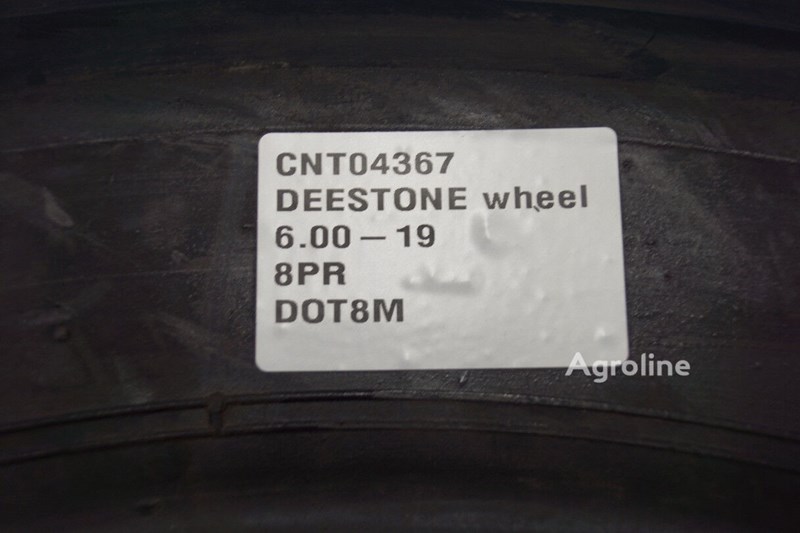 CNT04367
DEESTONE wheel
6.00 – 19
8PR
DOT8M
Agroline